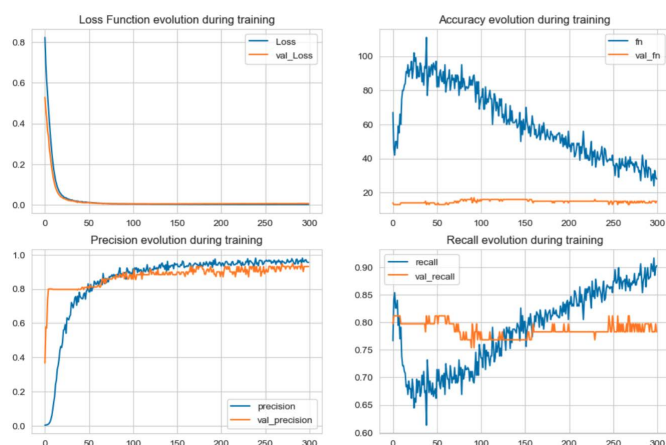 Loss Function evolution during training
0.8
0.6
0.4
0.2
0.0
0 50 100 150 200 250 300
Loss
val_Loss
Accuracy evolution during training
100
80
60
40
20
0 50 100 150 200 250 300
fn
val_fn
Precision evolution during training
1.0
0.8
0.6
0.4
0.2
0.0
0 50 100 150 200 250 300
precision
val_precision
Recall evolution during training
0.90
0.85
0.80
0.75
0.70
0.65
0.60
0 50 100 150 200 250 300
recall
val_recall